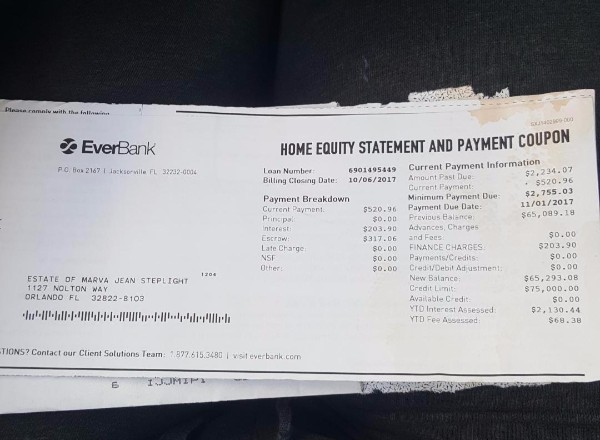 Please comply with the following
EverBank
P.O. Box 2167 | Jacksonville FL 32232-0004
HOME EQUITY STATEMENT AND PAYMENT COUPON
Loan Number: 6901495449
Billing Closing Date: 10/06/2017
Payment Breakdown
Current Payment: $520.96
Principal: $0.00
Interest: $203.90
Escrow: $317.06
Late Charge: $0.00
NSF $0.00
Other: $0.00
Current Payment Information
Amount Past Due: $2,234.07
Current Payment: + $520.96
Minimum Payment Due: $2,755.03
Payment Due Date: 11/01/2017
Previous Balance: $65,089.18
Advances, Charges
and Fees: $0.00
FINANCE CHARGES: $203.90
Payments/Credits: $0.00
Credit/Debit Adjustment: $0.00
New Balance: $65,293.08
Credit Limit: $75,000.00
Available Credit: $0.00
YTD Interest Assessed: $2,130.44
YTD Fee Assessed: $68.38
1206
ESTATE OF MARVA JEAN STEPLIGHT
1127 NOLTON WAY
ORLANDO FL 32822-8103
TIONS? Contact our Client Solutions Team: 877.615.3480 | visit everbank.com